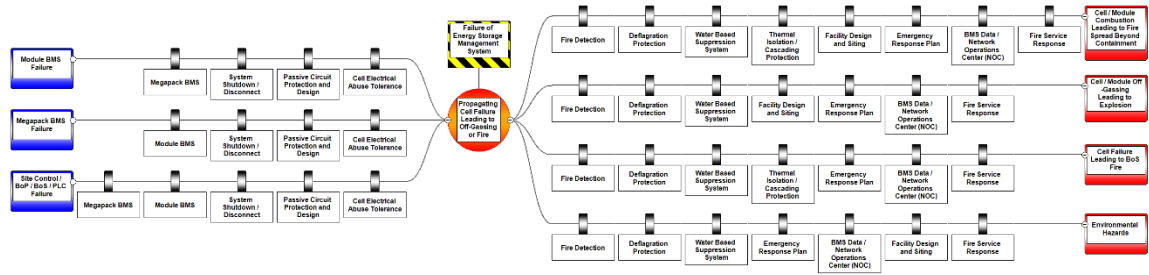 Failure of
Energy Storage
Management
System
Propagating
Cell Failure
Leading to
Off-Gassing
or Fire
Module BMS
Failure
Megapack BMS
System
Shutdown /
Disconnect
Passive Circuit
Protection and
Design
Cell Electrical
Abuse Tolerance
Megapack BMS
Failure
Module BMS
System
Shutdown /
Disconnect
Passive Circuit
Protection and
Design
Cell Electrical
Abuse Tolerance
Site Control /
BoP / BoS / PLC
Failure
Megapack BMS
Module BMS
System
Shutdown /
Disconnect
Passive Circuit
Protection and
Design
Cell Electrical
Abuse Tolerance
Fire Detection
Deflagration
Protection
Water Based
Suppression
System
Thermal
Isolation /
Cascading
Protection
Facility Design
and Siting
Emergency
Response Plan
BMS Data /
Network
Operations
Center (NOC)
Fire Service
Response
Cell / Module
Combustion
Leading to Fire
Spread Beyond
Containment
Fire Detection
Deflagration
Protection
Water Based
Suppression
System
Facility Design
and Siting
Emergency
Response Plan
BMS Data /
Network
Operations
Center (NOC)
Fire Service
Response
Cell / Module Off
-Gassing
Leading to
Explosion
Fire Detection
Deflagration
Protection
Water Based
Suppression
System
Thermal
Isolation /
Cascading
Protection
Emergency
Response Plan
BMS Data /
Network
Operations
Center (NOC)
Fire Service
Response
Cell Failure
Leading to BoS
Fire
Fire Detection
Deflagration
Protection
Water Based
Suppression
System
Emergency
Response Plan
BMS Data /
Network
Operations
Center (NOC)
Facility Design
and Siting
Fire Service
Response
Environmental
Hazards